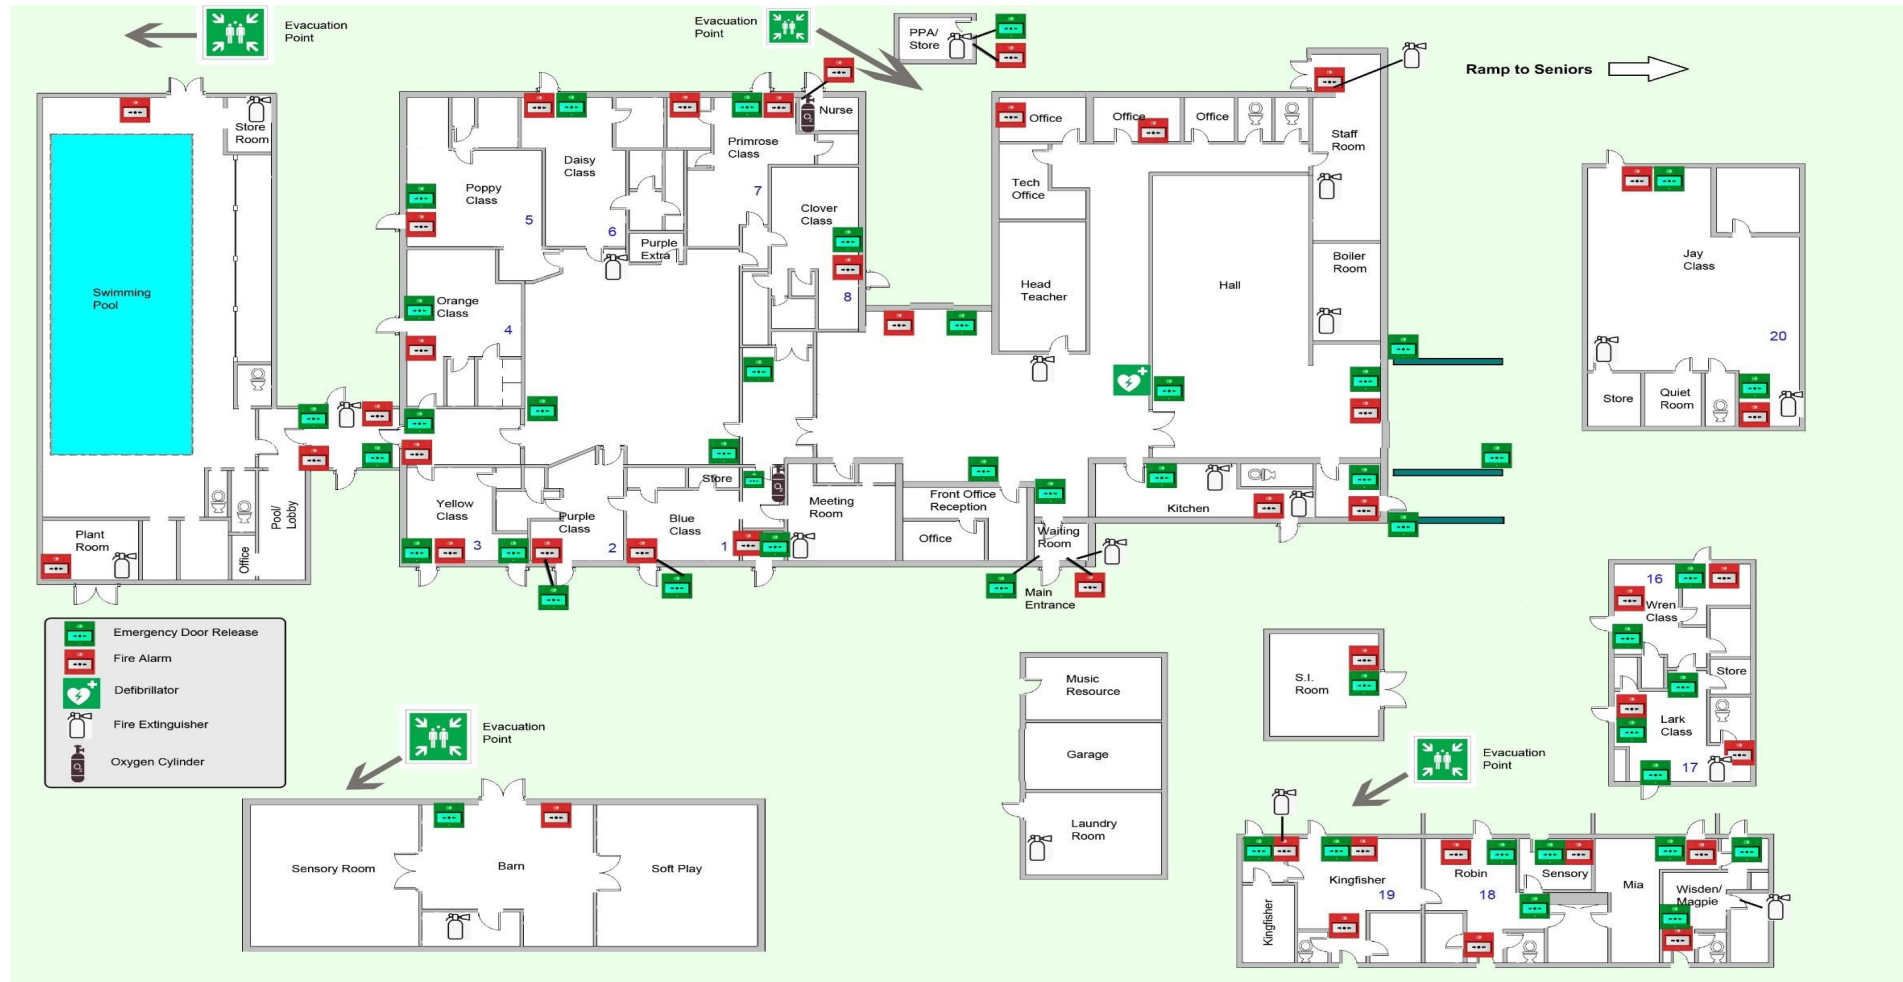 Evacuation
Point
Evacuation
Point
PPA/
Store
Ramp to Seniors
Store
Room
Swimming
Pool
Plant
Room
Office
Pool/
Lobby
Poppy
Class
5
Daisy
Class
6
Purple
Extra
Primrose
Class
7
Nurse
Clover
Class
8
Orange
Class
4
Yellow
Class
3
Purple
Class
2
Store
Blue
Class
1
Meeting
Room
Front Office
Reception
Office
Waiting
Room
Main
Entrance
Office
Office
Office
Tech
Office
Head
Teacher
Hall
Staff
Room
Boiler
Room
Kitchen
Jay
Class
20
Store
Quiet
Room
Emergency Door Release
Fire Alarm
Defibrillator
Fire Extinguisher
Oxygen Cylinder
Evacuation
Point
Sensory Room
Barn
Soft Play
Music
Resource
Garage
Laundry
Room
S.I.
Room
16
Wren
Class
Store
Lark
Class
17
Evacuation
Point
Kingfisher
Kingfisher
19
Robin
18
Sensory
Mia
Wisden/
Magpie